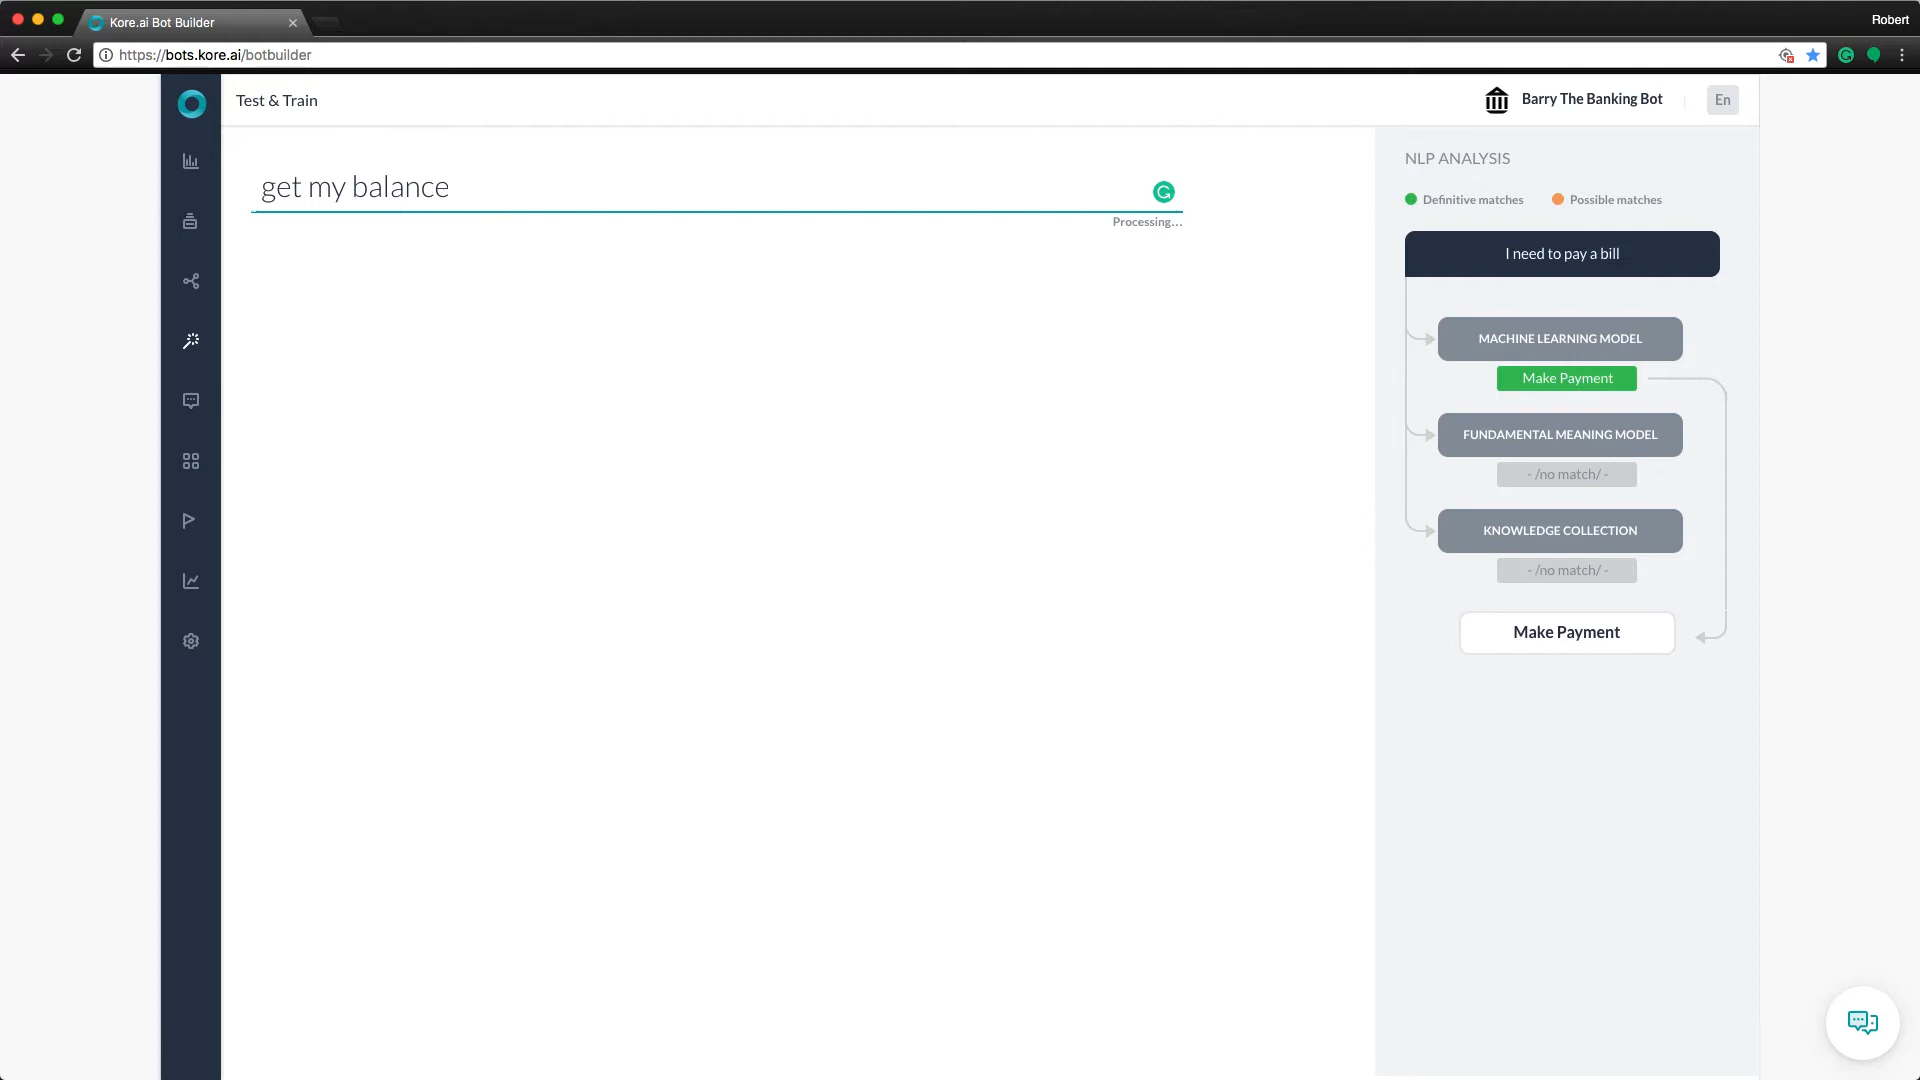 Kore.ai Bot Builder
Robert
https://bots.kore.ai/botbuilder
Test & Train
Barry The Banking Bot
En
get my balance
Processing...
NLP ANALYSIS
Definitive matches
Possible matches
I need to pay a bill
MACHINE LEARNING MODEL
Make Payment
FUNDAMENTAL MEANING MODEL
- /no match/ -
KNOWLEDGE COLLECTION
- /no match/ -
Make Payment